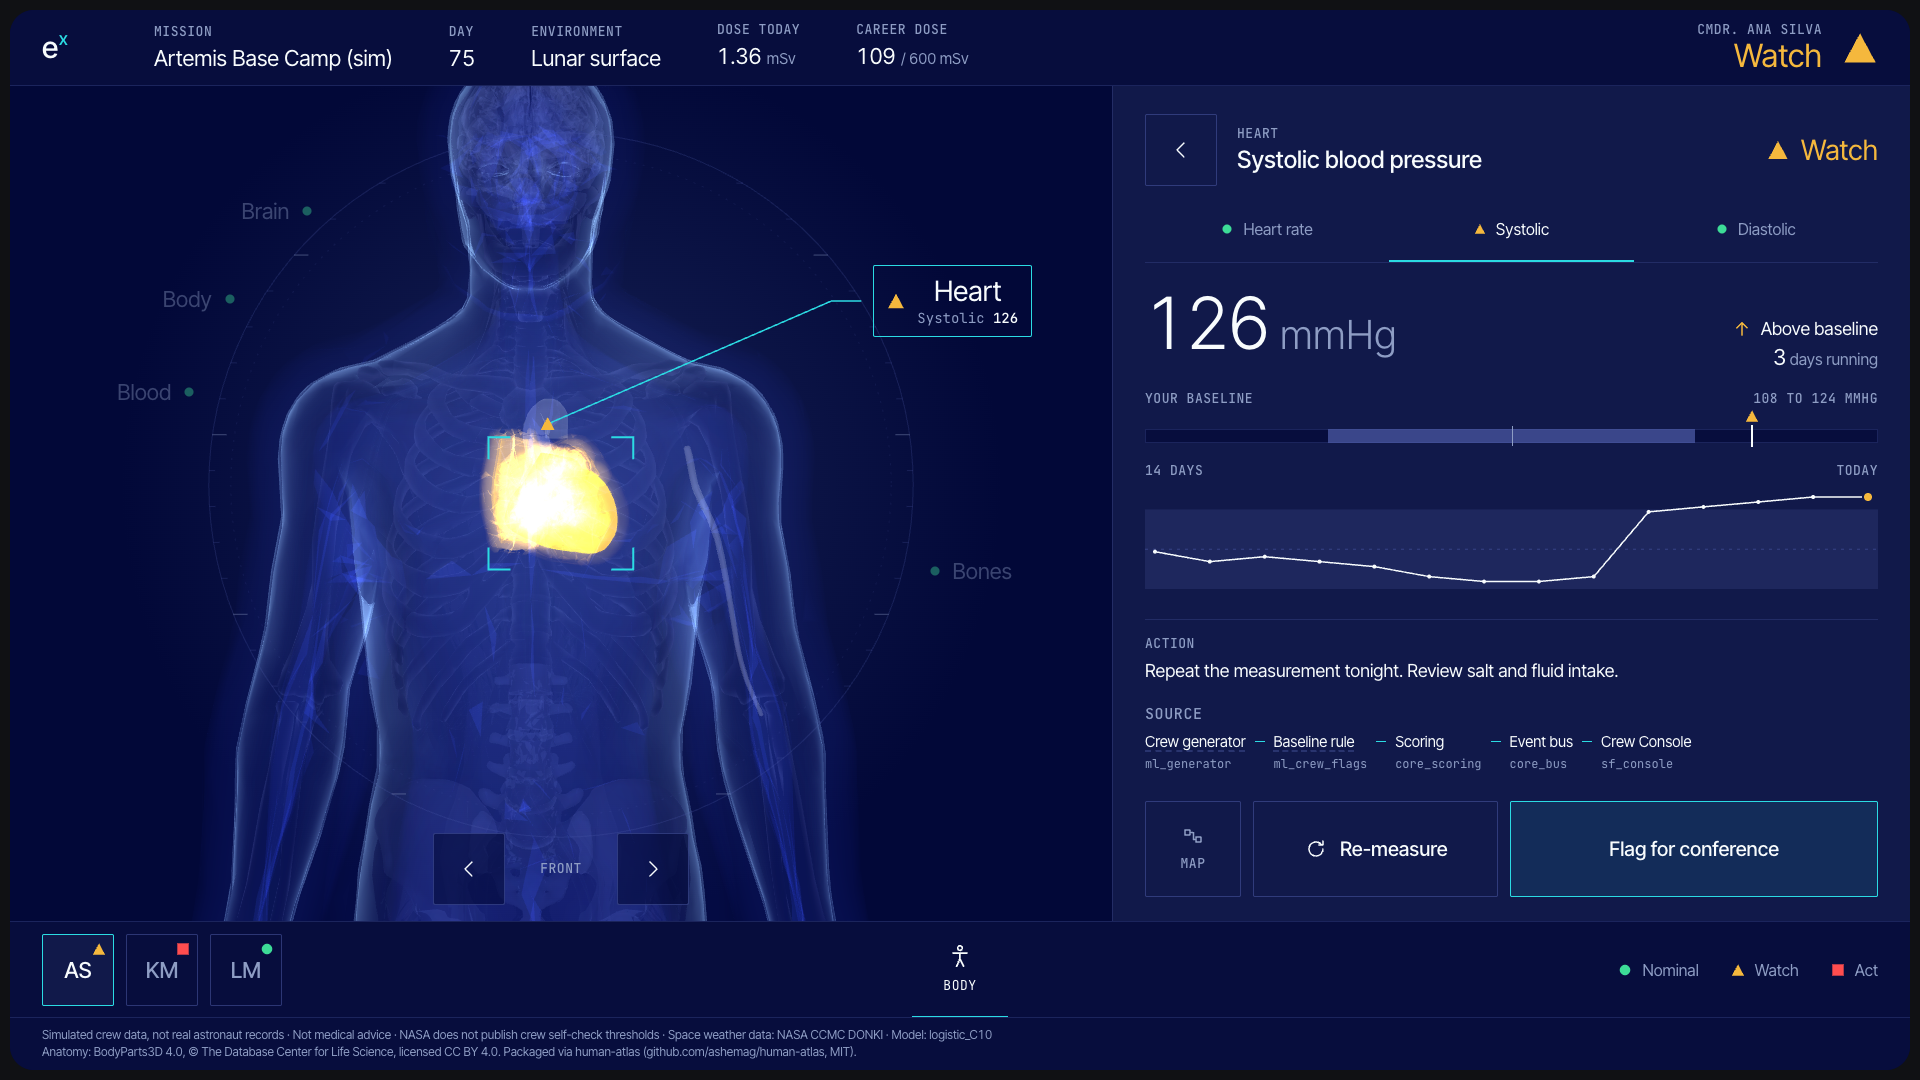 ex
MISSION
Artemis Base Camp (sim)
DAY
75
ENVIRONMENT
Lunar surface
DOSE TODAY
1.36 mSv
CAREER DOSE
109 / 600 mSv
CMDR. ANA SILVA
Watch
Brain
Body
Blood
Heart
Systolic 126
Bones
FRONT
HEART
Systolic blood pressure
Watch
Heart rate
Systolic
Diastolic
126 mmHg
Above baseline
3 days running
YOUR BASELINE
108 TO 124 MMHG
14 DAYS
TODAY
ACTION
Repeat the measurement tonight. Review salt and fluid intake.
SOURCE
Crew generator — Baseline rule — Scoring — Event bus — Crew Console
ml_generator ml_crew_flags core_scoring core_bus sf_console
MAP
Re-measure
Flag for conference
AS
KM
LM
BODY
Nominal
Watch
Act
Simulated crew data, not real astronaut records · Not medical advice · NASA does not publish crew self-check thresholds · Space weather data: NASA CCMC DONKI · Model: logistic_C10
Anatomy: BodyParts3D 4.0, © The Database Center for Life Science, licensed CC BY 4.0. Packaged via human-atlas (github.com/ashemag/human-atlas, MIT).